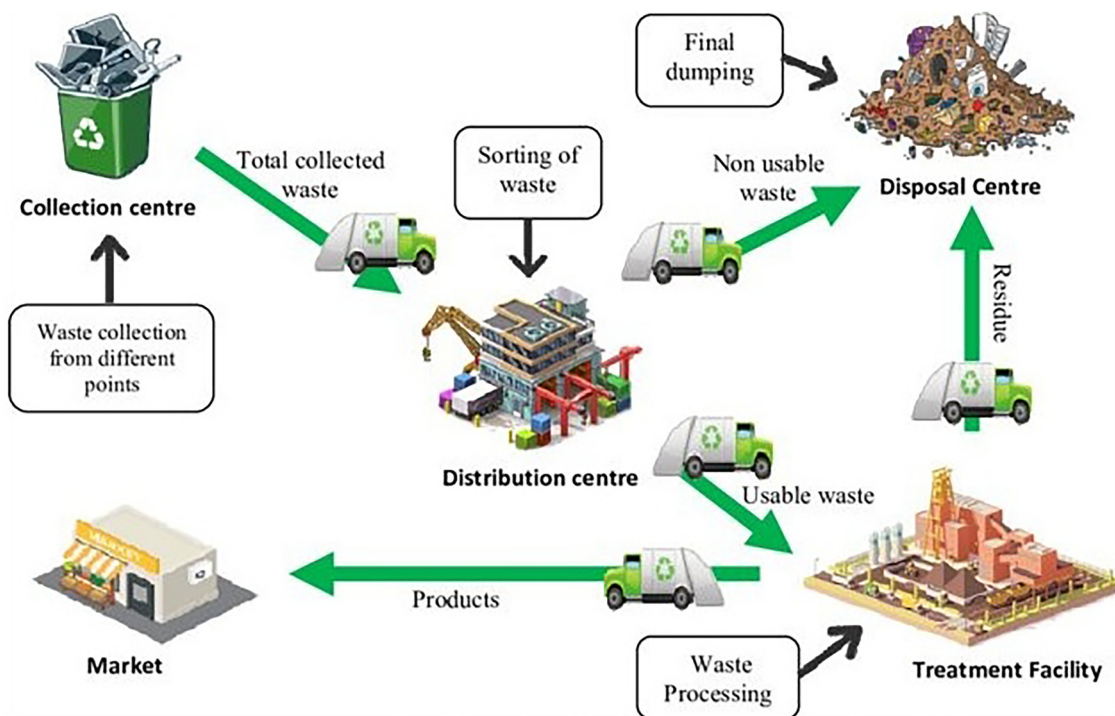 Final
dumping
Total collected
waste
Sorting of
waste
Non usable
waste
Collection centre
Disposal Centre
Waste collection
from different
points
Residue
Distribution centre
Usable waste
MARKET
Products
Market
Waste
Processing
Treatment Facility